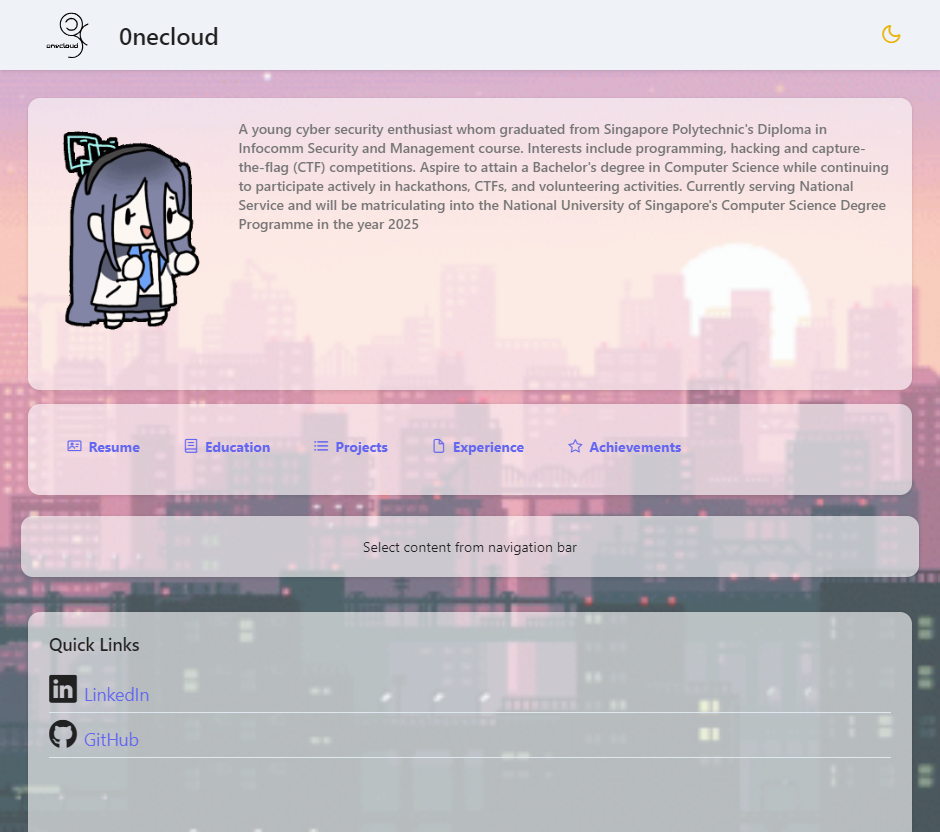 onecloud
0necloud
A young cyber security enthusiast whom graduated from Singapore Polytechnic's Diploma in
Infocomm Security and Management course. Interests include programming, hacking and capture-
the-flag (CTF) competitions. Aspire to attain a Bachelor's degree in Computer Science while continuing
to participate actively in hackathons, CTFs, and volunteering activities. Currently serving National
Service and will be matriculating into the National University of Singapore's Computer Science Degree
Programme in the year 2025
Resume Education Projects Experience Achievements
Select content from navigation bar
Quick Links
in LinkedIn
GitHub